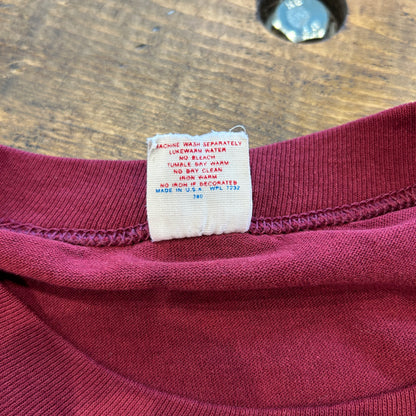 MACHINE WASH SEPARATELY
LUKEWARM WATER
NO BLEACH
TUMBLE DRY WARM
NO DRY CLEAN
IRON WARM
NO IRON IF DECORATED
MADE IN U.S.A. WPL 7232